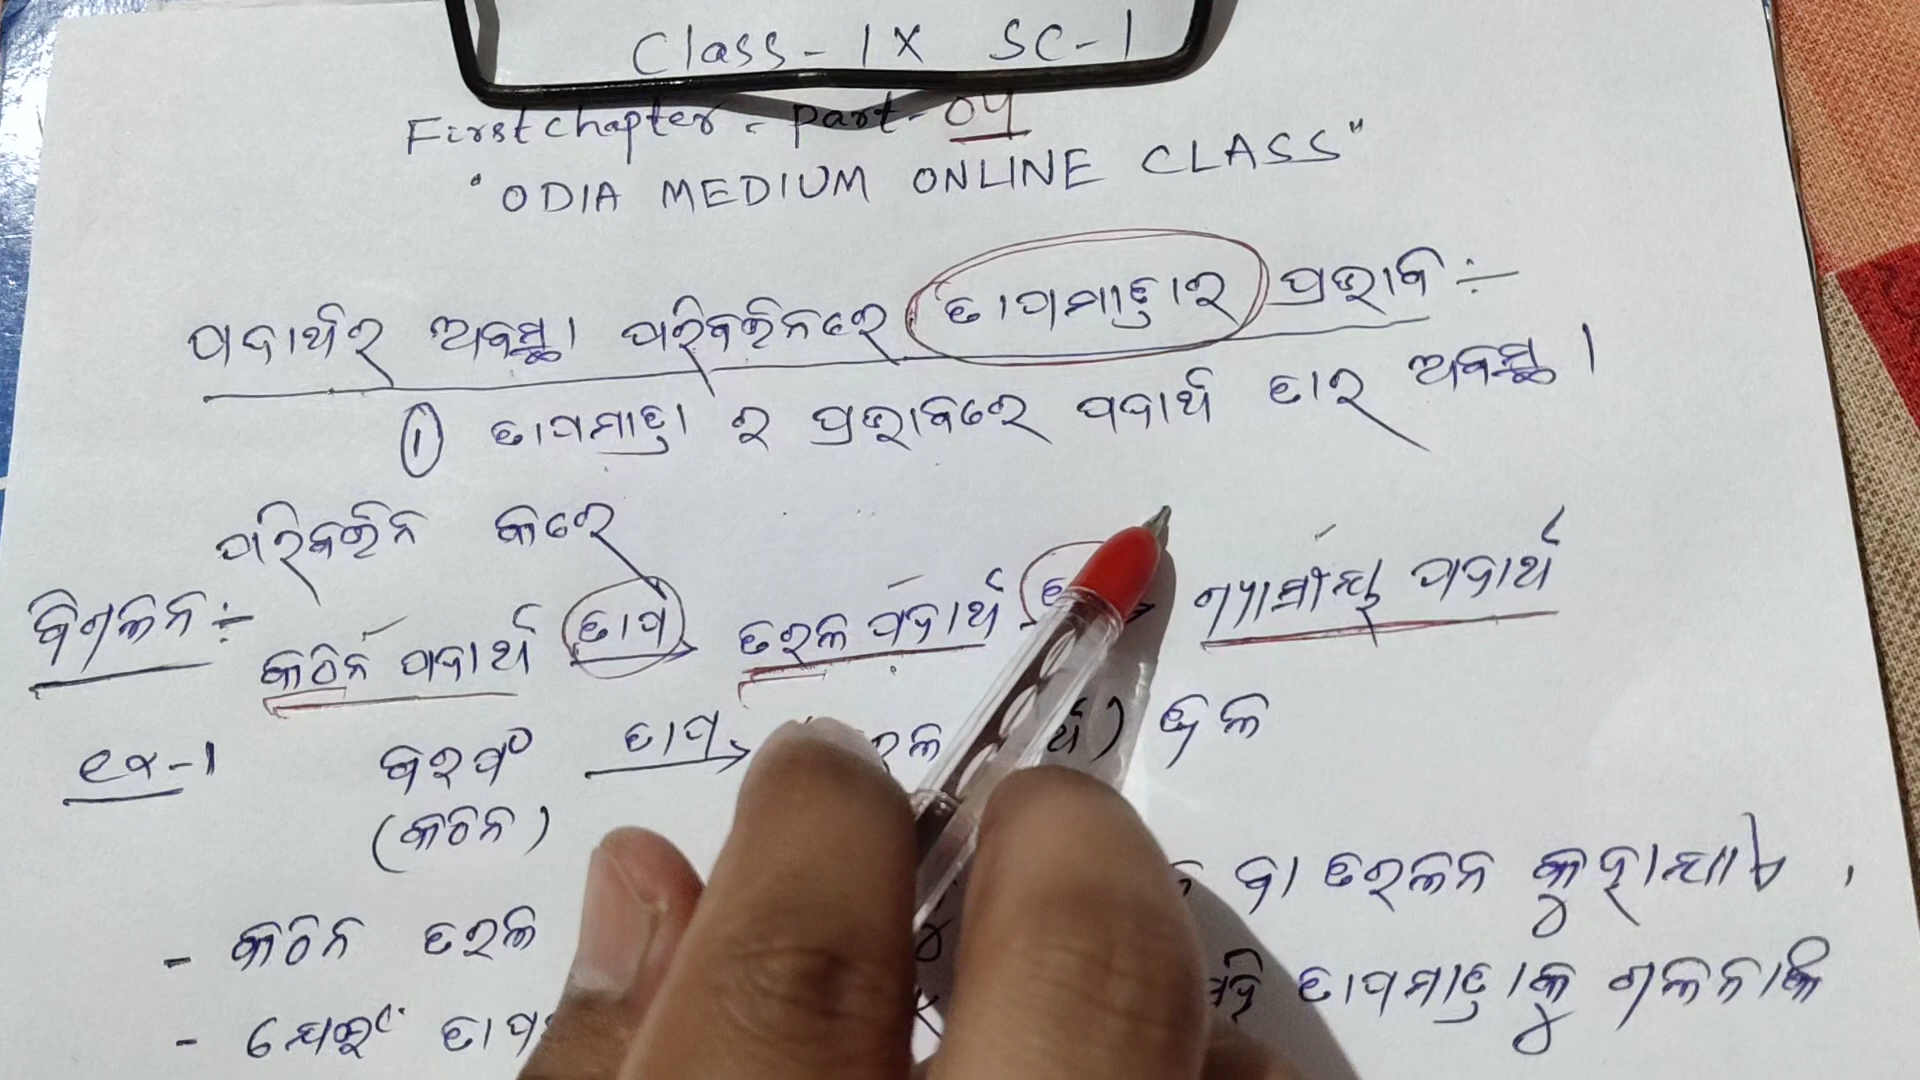 Class - IX SC-1
First chapter - part - 04
"ODIA MEDIUM ONLINE CLASS"
ପଦାର୍ଥର ଅବସ୍ଥା ପରିବର୍ତ୍ତନରେ ତାପମାତ୍ରାର ପ୍ରଭାବ :-
① ତାପମାତ୍ରା ର ପ୍ରଭାବରେ ପଦାର୍ଥ ତାର ଅବସ୍ଥା
ପରିବର୍ତ୍ତନ କରେ
ବିଗଳନ :-
କଠିନ ପଦାର୍ଥ ତାପ ତରଳ ପଦାର୍ଥ ଗ୍ୟାସୀୟ ପଦାର୍ଥ
ex-1 ବରଫ ତାପ ଜଳ
(କଠିନ)
- କଠିନ ତରଳ ବା ତରଳନ କୁହାଯାଏ ,
- ଯେଉଁ ତାପମାତ୍ରାକୁ ଗଳନାଙ୍କ